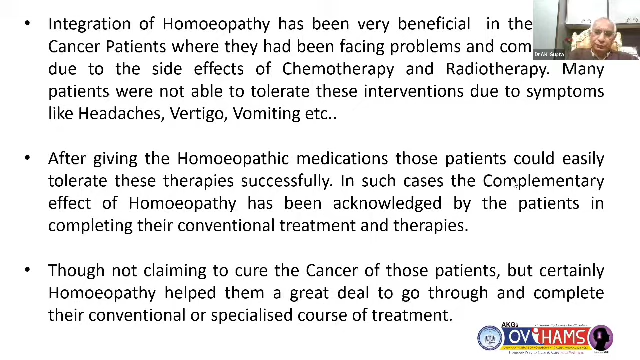 • Integration of Homoeopathy has been very beneficial in the
Cancer Patients where they had been facing problems and com
due to the side effects of Chemotherapy and Radiotherapy. Many
patients were not able to tolerate these interventions due to symptoms
like Headaches, Vertigo, Vomiting etc..
• After giving the Homoeopathic medications those patients could easily
tolerate these therapies successfully. In such cases the Complementary
effect of Homoeopathy has been acknowledged by the patients in
completing their conventional treatment and therapies.
• Though not claiming to cure the Cancer of those patients, but certainly
Homoeopathy helped them a great deal to go through and complete
their conventional or specialised course of treatment.
Gupta
AKG
OVIHAMS